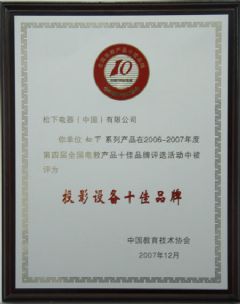 松下电器（中国）有限公司
你单位 如下 系列产品在2006-2007年度
第四届全国电教产品十佳品牌评选活动中被
评为
投影设备十佳品牌
中国教育技术协会
2007年12月
10